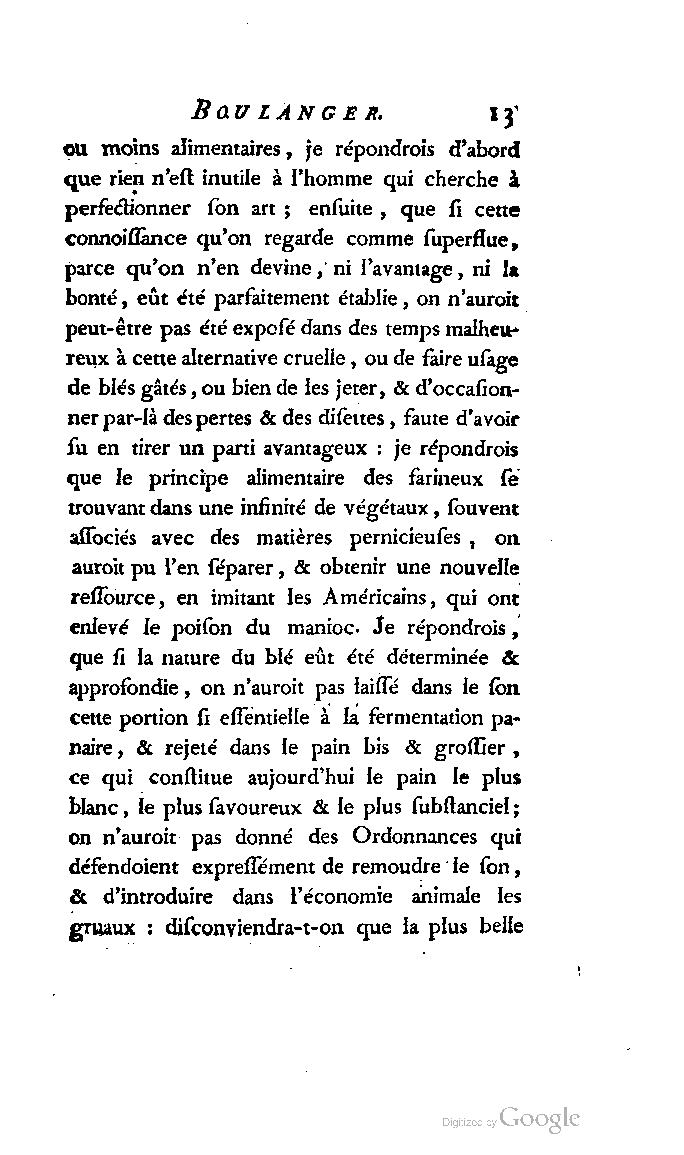 BOULANGER. 13
ou moins alimentaires, je répondrois d'abord
que rien n'eſt inutile à l'homme qui cherche à
perfectionner ſon art ; enſuite, que ſi cette
connoiſſance qu'on regarde comme ſuperflue,
parce qu'on n'en devine, ni l'avantage, ni la
bonté, eût été parfaitement établie, on n'auroit
peut-être pas été expoſé dans des temps malheu-
reux à cette alternative cruelle, ou de faire uſage
de blés gâtés, ou bien de les jeter, & d'occaſion-
ner par-là des pertes & des diſettes, faute d'avoir
ſu en tirer un parti avantageux : je répondrois
que le principe alimentaire des farineux ſe
trouvant dans une infinité de végétaux, ſouvent
aſſociés avec des matières pernicieuſes, on
auroit pu l'en ſéparer, & obtenir une nouvelle
reſſource, en imitant les Américains, qui ont
enlevé le poiſon du manioc. Je répondrois,
que ſi la nature du blé eût été déterminée &
approfondie, on n'auroit pas laiſſé dans le ſon
cette portion ſi eſſentielle à la fermentation pa-
naire, & rejeté dans le pain bis & groſſier,
ce qui conſtitue aujourd'hui le pain le plus
blanc, le plus ſavoureux & le plus ſubſtanciel;
on n'auroit pas donné des Ordonnances qui
défendoient expreſſément de remoudre le ſon,
& d'introduire dans l'économie animale les
gruaux : diſconviendra-t-on que la plus belle
Digitized by Google